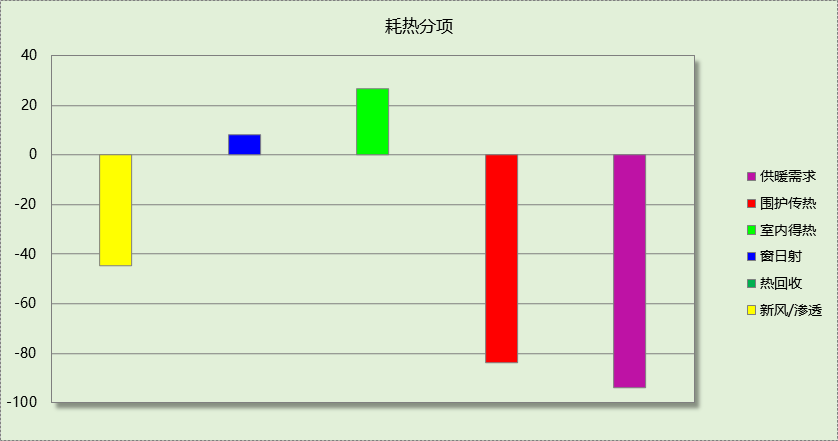 耗热分项
40
20
0
-20
-40
-60
-80
-100
供暖需求
围护传热
室内得热
窗日射
热回收
新风/渗透